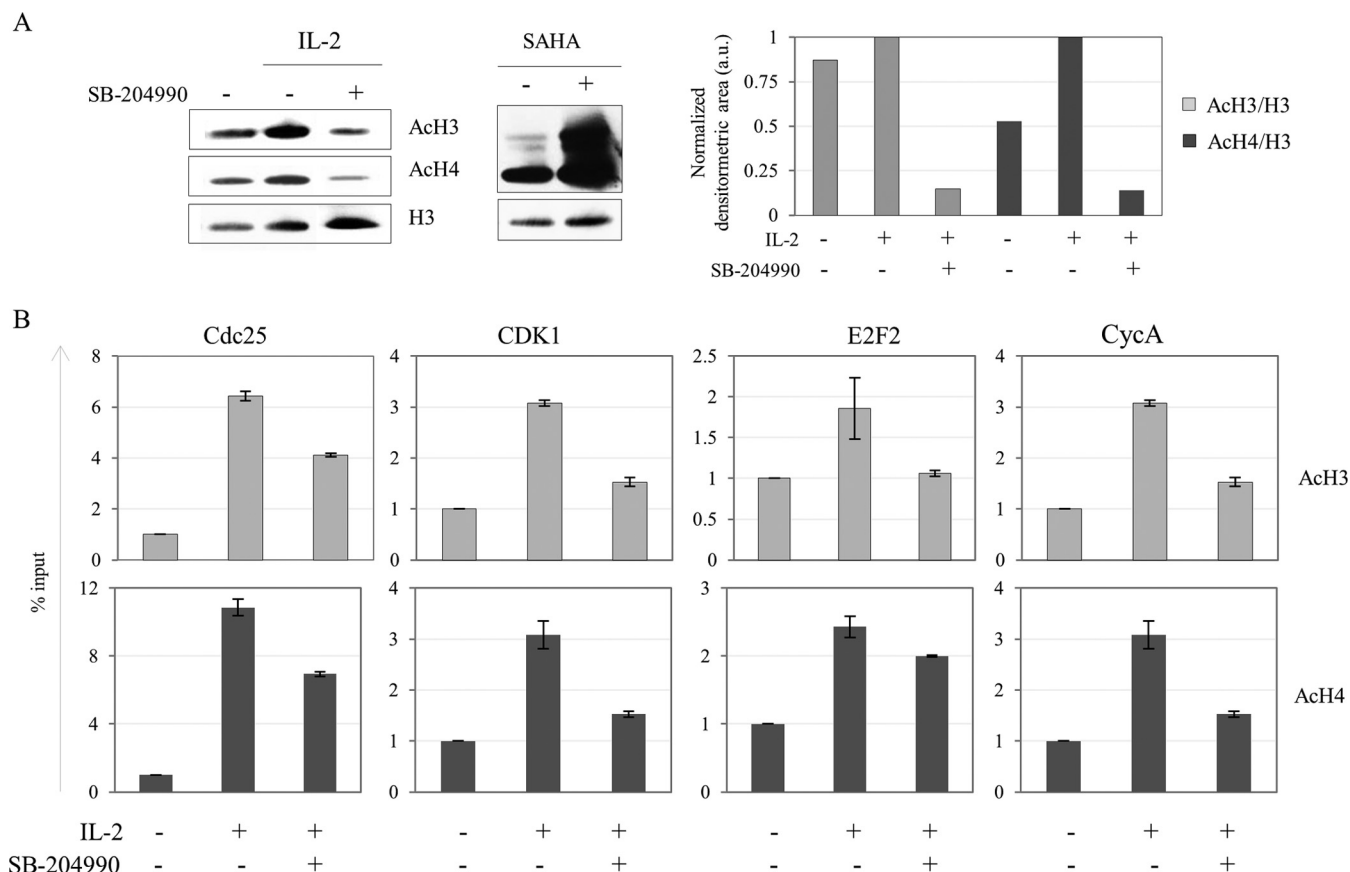 A
IL-2
SAHA
SB-204990 - - +
- +
AcH3
AcH4
H3
Normalized
densitormetric area (a.u.)
1
0.75
0.5
0.25
0
AcH3/H3
AcH4/H3
IL-2 - + + - + +
SB-204990 - - + - - +
B
% input
Cdc25 CDK1 E2F2 CycA
8
6
4
2
0
4
3
2
1
0
2.5
2
1.5
1
0.5
0
4
3
2
1
0
AcH3
12
8
4
0
4
3
2
1
0
3
2
1
0
4
3
2
1
0
AcH4
IL-2 - + + - + + - + + - + +
SB-204990 - - + - - + - - + - - +